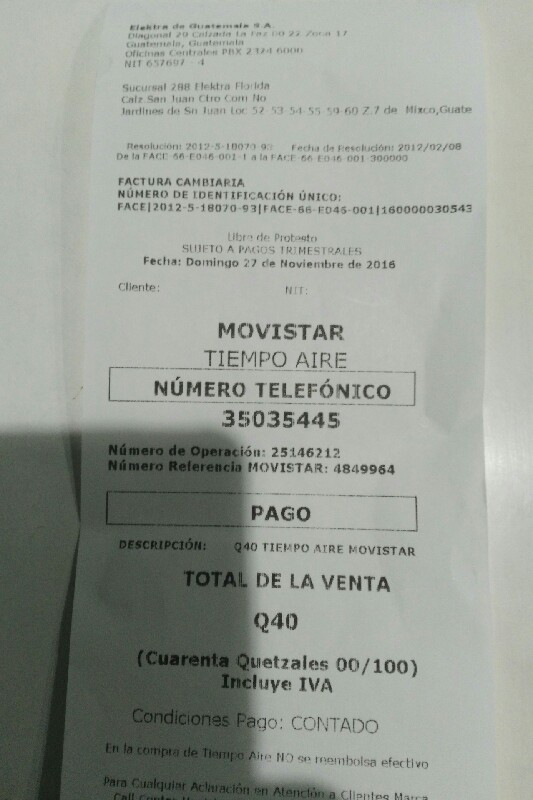 Elektra de Guatemala S.A.
Diagonal 29 Calzada La Paz 00 22 Zona 17
Guatemala, Guatemala
Oficinas Centrales PBX 2374 6000
NIT 657697 - 4
Sucursal 288 Elektra Florida
Calz San Juan Ctro Com No
Jardines de Sn Juan Loc 52 53-54-55-59-60 Z.7 de Mixco,Guate
Resolución: 2012-5-18070-93 Fecha de Resolución: 2012/02/08
De la FACE-66-E046-001-1 a la FACE-66-E046-001-300000
FACTURA CAMBIARIA
NÚMERO DE IDENTIFICACIÓN ÚNICO:
FACE|2012-5-18070-93|FACE-66-E046-001|160000030543
Libre de Protesto
SUJETO A PAGOS TRIMESTRALES
Fecha: Domingo 27 de Noviembre de 2016
Cliente: NIT:
MOVISTAR
TIEMPO AIRE
NÚMERO TELEFÓNICO
35035445
Número de Operación: 25146212
Número Referencia MOVISTAR: 4849964
PAGO
DESCRIPCIÓN: Q40 TIEMPO AIRE MOVISTAR
TOTAL DE LA VENTA
Q40
(Cuarenta Quetzales 00/100)
Incluye IVA
Condiciones Pago: CONTADO
En la compra de Tiempo Aire NO se reembolsa efectivo
Para Cualquier Aclaración en Atención a Clientes Marca
Call Center